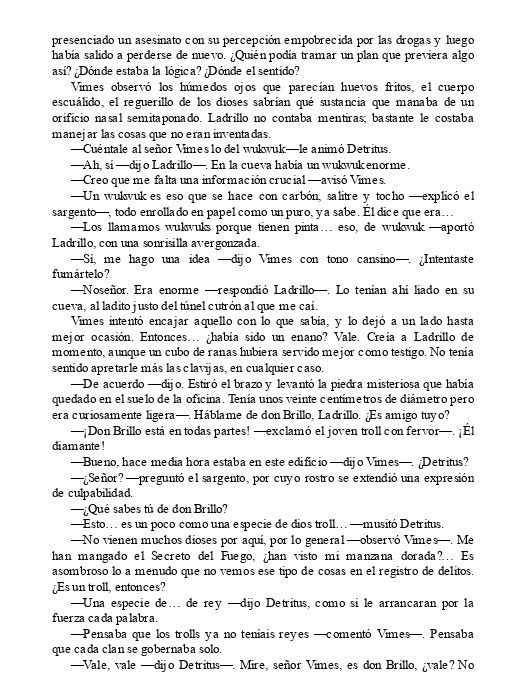 presenciado un asesinato con su percepción empobrecida por las drogas y luego
había salido a perderse de nuevo. ¿Quién podía tramar un plan que previera algo
así? ¿Dónde estaba la lógica? ¿Dónde el sentido?
Vimes observó los húmedos ojos que parecían huevos fritos, el cuerpo
escuálido, el reguerillo de los dioses sabrían qué sustancia que manaba de un
orificio nasal semitaponado. Ladrillo no contaba mentiras; bastante le costaba
manejar las cosas que no eran inventadas.
—Cuéntale al señor Vimes lo del wukwuk —le animó Detritus.
—Ah, sí —dijo Ladrillo—. En la cueva había un wukwuk enorme.
—Creo que me falta una información crucial —avisó Vimes.
—Un wukwuk es eso que se hace con carbón, salitre y tocho —explicó el
sargento—, todo enrollado en papel como un puro, ya sabe. Él dice que era…
—Los llamamos wukwuks porque tienen pinta… eso, de wukwuk —aportó
Ladrillo, con una sonrisilla avergonzada.
—Sí, me hago una idea —dijo Vimes con tono cansino—. ¿Intentaste
fumártelo?
—Noseñor. Era enorme —respondió Ladrillo—. Lo tenían ahí liado en su
cueva, al ladito justo del túnel cutrón al que me caí.
Vimes intentó encajar aquello con lo que sabía, y lo dejó a un lado hasta
mejor ocasión. Entonces… ¿había sido un enano? Vale. Creía a Ladrillo de
momento, aunque un cubo de ranas hubiera servido mejor como testigo. No tenía
sentido apretarle más las clavijas, en cualquier caso.
—De acuerdo —dijo. Estiró el brazo y levantó la piedra misteriosa que había
quedado en el suelo de la oficina. Tenía unos veinte centímetros de diámetro pero
era curiosamente ligera—. Háblame de don Brillo, Ladrillo. ¿Es amigo tuyo?
—¡Don Brillo está en todas partes! —exclamó el joven troll con fervor—. ¡Él
diamante!
—Bueno, hace media hora estaba en este edificio —dijo Vimes—. ¿Detritus?
—¿Señor? —preguntó el sargento, por cuyo rostro se extendió una expresión
de culpabilidad.
—¿Qué sabes tú de don Brillo?
—Esto… es un poco como una especie de dios troll… —musitó Detritus.
—No vienen muchos dioses por aquí, por lo general —observó Vimes—. Me
han mangado el Secreto del Fuego, ¿han visto mi manzana dorada?… Es
asombroso lo a menudo que no vemos ese tipo de cosas en el registro de delitos.
¿Es un troll, entonces?
—Una especie de… de rey —dijo Detritus, como si le arrancaran por la
fuerza cada palabra.
—Pensaba que los trolls ya no teníais reyes —comentó Vimes—. Pensaba
que cada clan se gobernaba solo.
—Vale, vale —dijo Detritus—. Mire, señor Vimes, es don Brillo, ¿vale? No